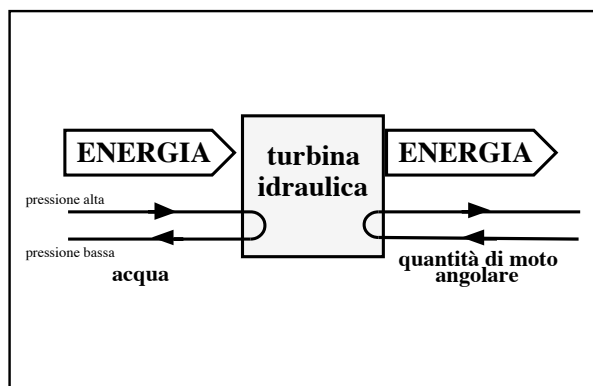 ENERGIA
turbina
idraulica
ENERGIA
pressione alta
pressione bassa
acqua
quantità di moto
angolare